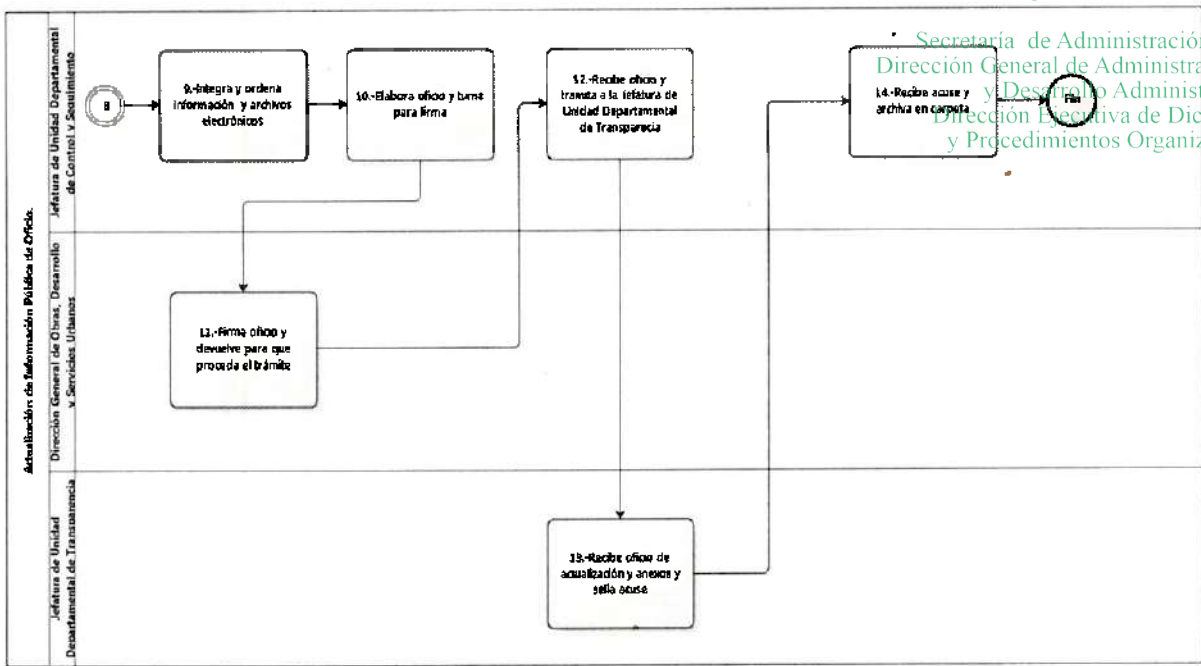 Secretaría de Administración
Dirección General de Administra
y Desarrollo Administ
Dirección Ejecutiva de Dic
y Procedimientos Organiz
Actualización de Información Pública de Oficio.
Jefatura de Unidad Departamental
de Control y Seguimiento
B
9.-Integra y ordena
información y archivos
electrónicos
10.-Elabora oficio y turna
para firma
12.-Recibe oficio y
tramita a la Jefatura de
Unidad Departamental
de Transparecia
14.-Recibe acuse y
archiva en carpeta
Fin
Dirección General de Obras, Desarrollo
y Servicios Urbanos
11.-Firma oficio y
devuelve para que
proceda el trámite
Jefatura de Unidad
Departamental de Transparencia
13.-Recibe oficio de
actualización y anexos y
sella acuse